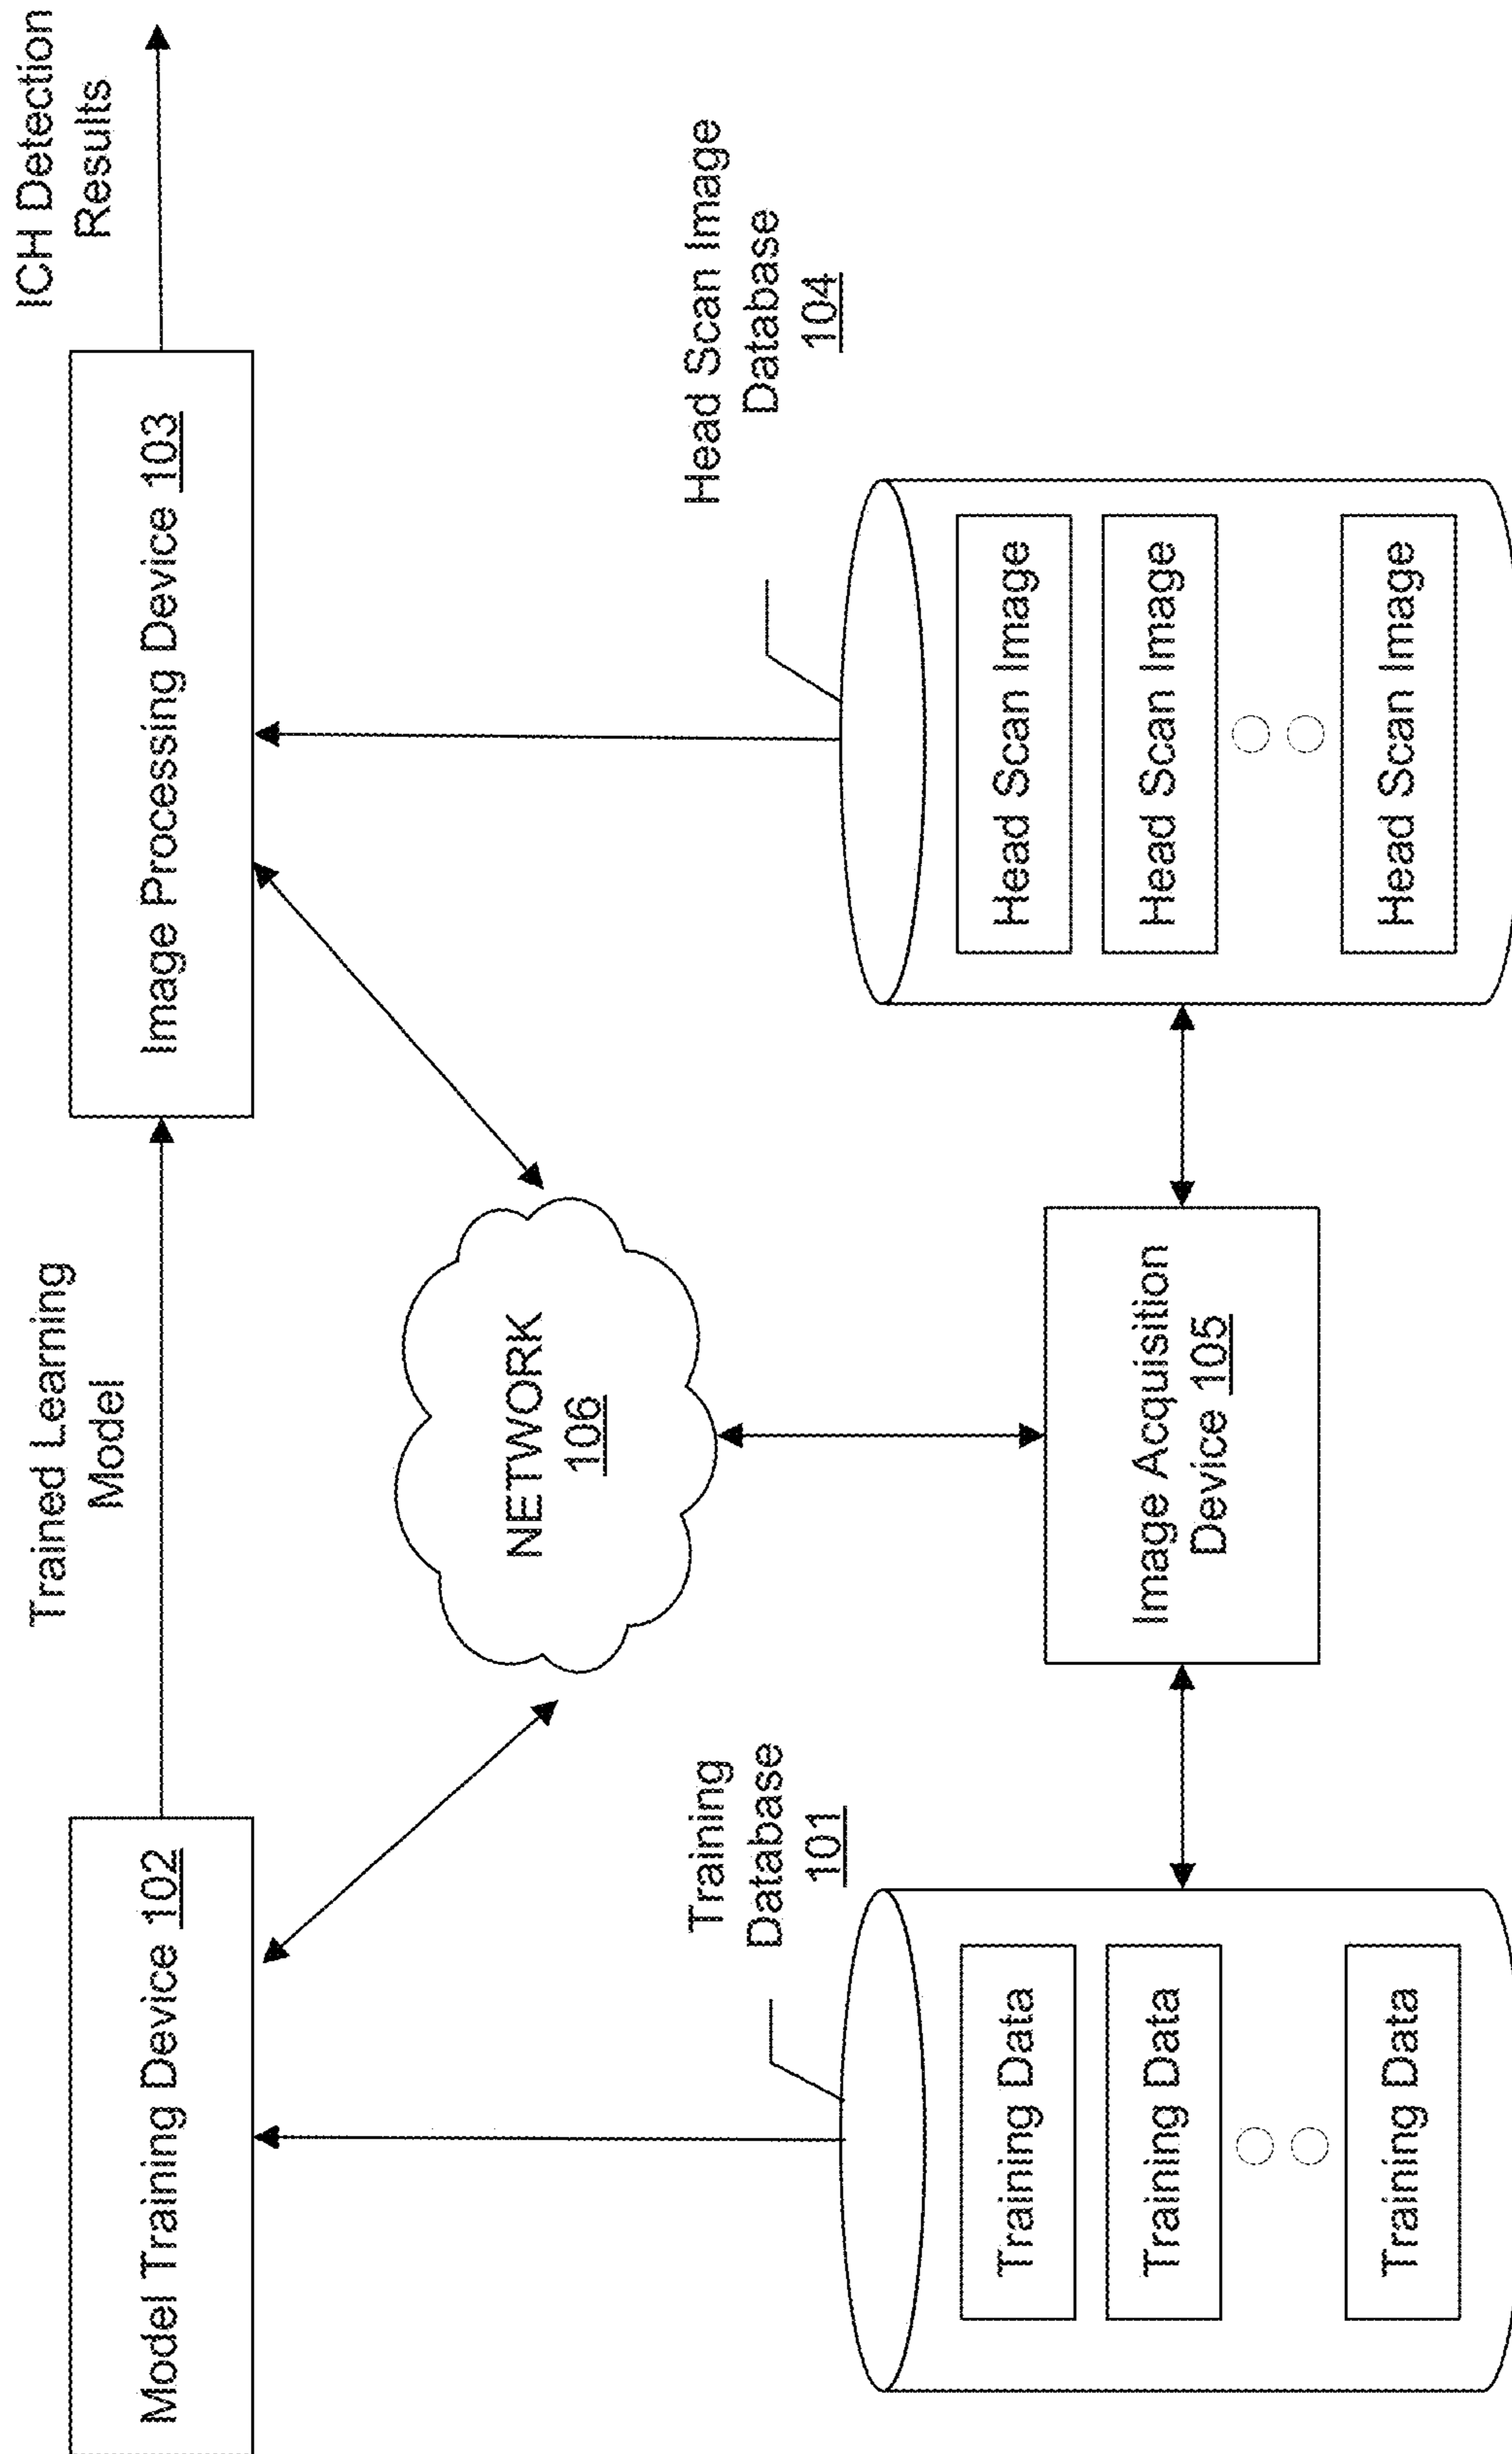 Trained Learning
Model
ICH Detection
Results
Model Training Device 102
Image Processing Device 103
NETWORK
106
Training
Database
101
Head Scan Image
Database
104
Training Data
Training Data
Training Data
Image Acquisition
Device 105
Head Scan Image
Head Scan Image
Head Scan Image